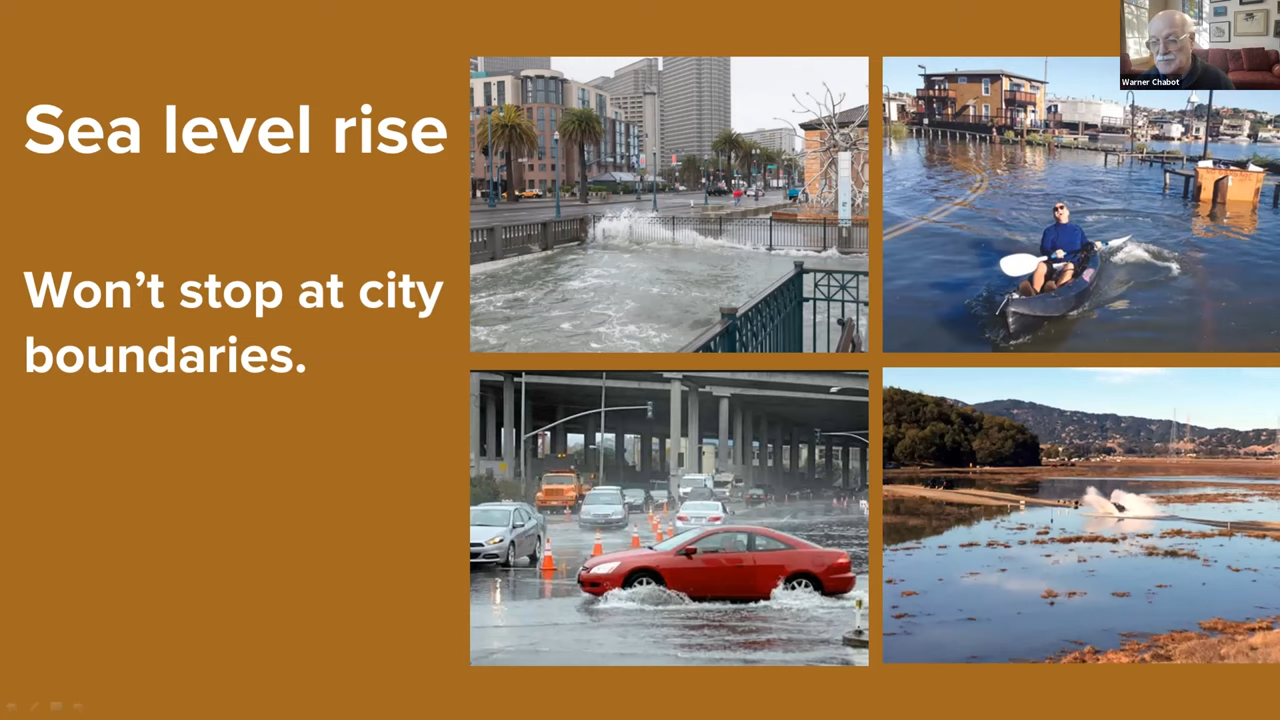 Sea level rise
Won’t stop at city
boundaries.
Warner Chabot